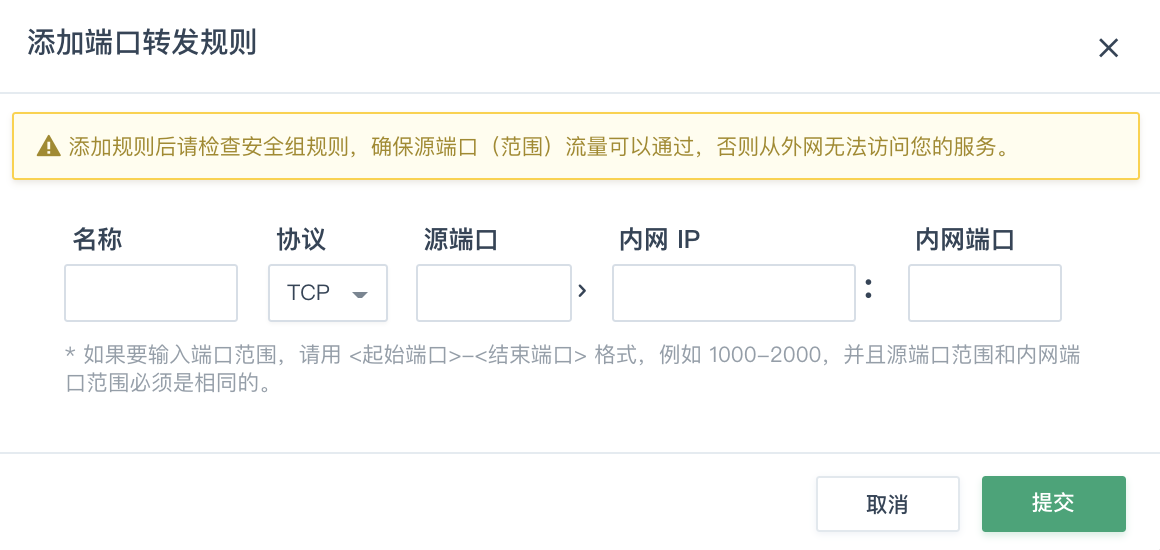 添加端口转发规则
添加规则后请检查安全组规则，确保源端口（范围）流量可以通过，否则从外网无法访问您的服务。
名称 协议 源端口 内网 IP 内网端口
TCP › :
* 如果要输入端口范围，请用 <起始端口>-<结束端口> 格式，例如 1000-2000，并且源端口范围和内网端
口范围必须是相同的。
取消 提交